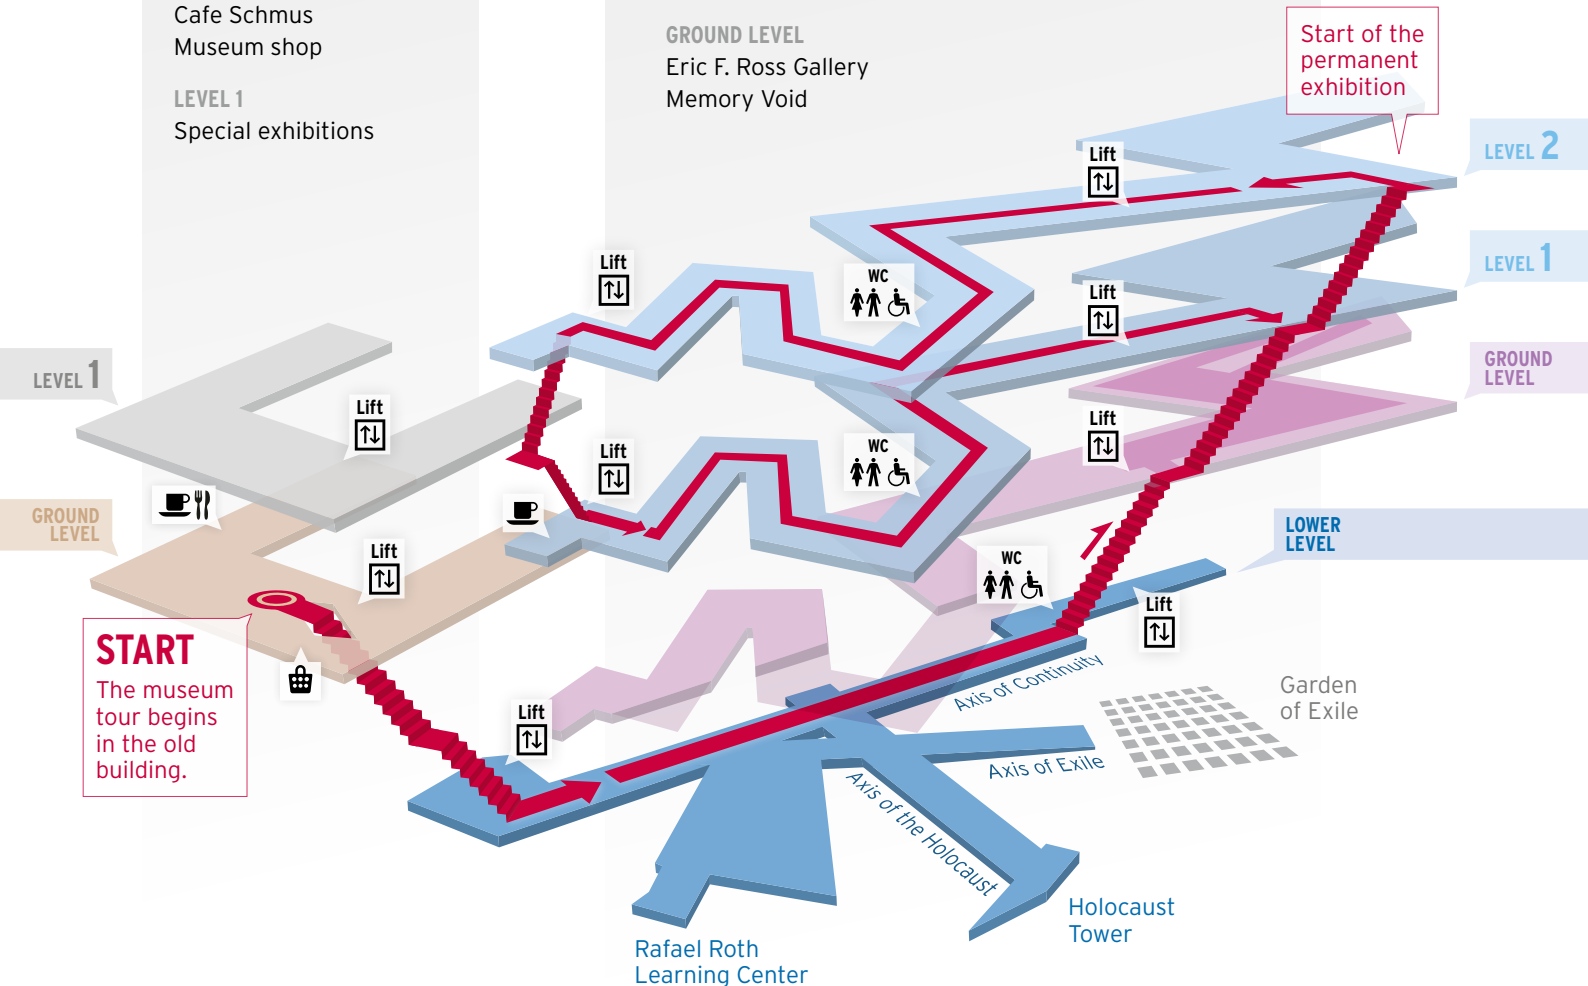 Cafe Schmus
Museum shop
LEVEL 1
Special exhibitions
GROUND LEVEL
Eric F. Ross Gallery
Memory Void
Start of the
permanent
exhibition
LEVEL 2
Lift
LEVEL 1
Lift
WC
Lift
GROUND
LEVEL
LEVEL 1
Lift
Lift
Lift
WC
GROUND
LEVEL
LOWER
LEVEL
Lift
WC
Lift
START
The museum
tour begins
in the old
building.
Lift
Axis of Continuity
Garden
of Exile
Axis of Exile
Axis of the Holocaust
Holocaust
Tower
Rafael Roth
Learning Center